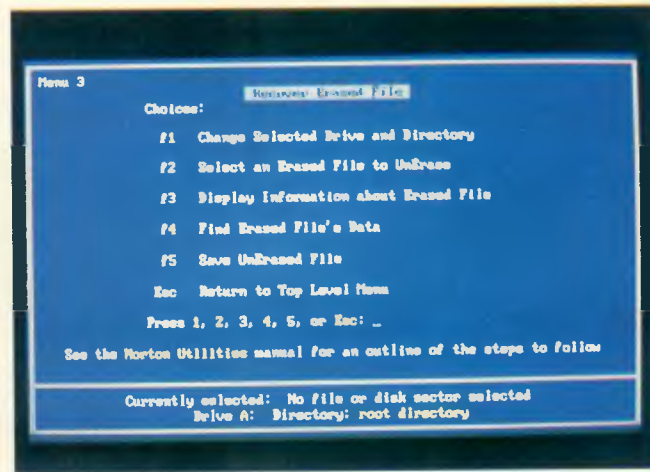 Menu 3
Recover Erased File
Choices:
f1 Change Selected Drive and Directory
f2 Select an Erased File to UnErase
f3 Display Information about Erased File
f4 Find Erased File's Data
f5 Save UnErased File
Esc Return to Top Level Menu
Press 1, 2, 3, 4, 5, or Esc: _
See the Norton Utilities manual for an outline of the steps to follow
Currently selected: No file or disk sector selected
Drive A: Directory: root directory